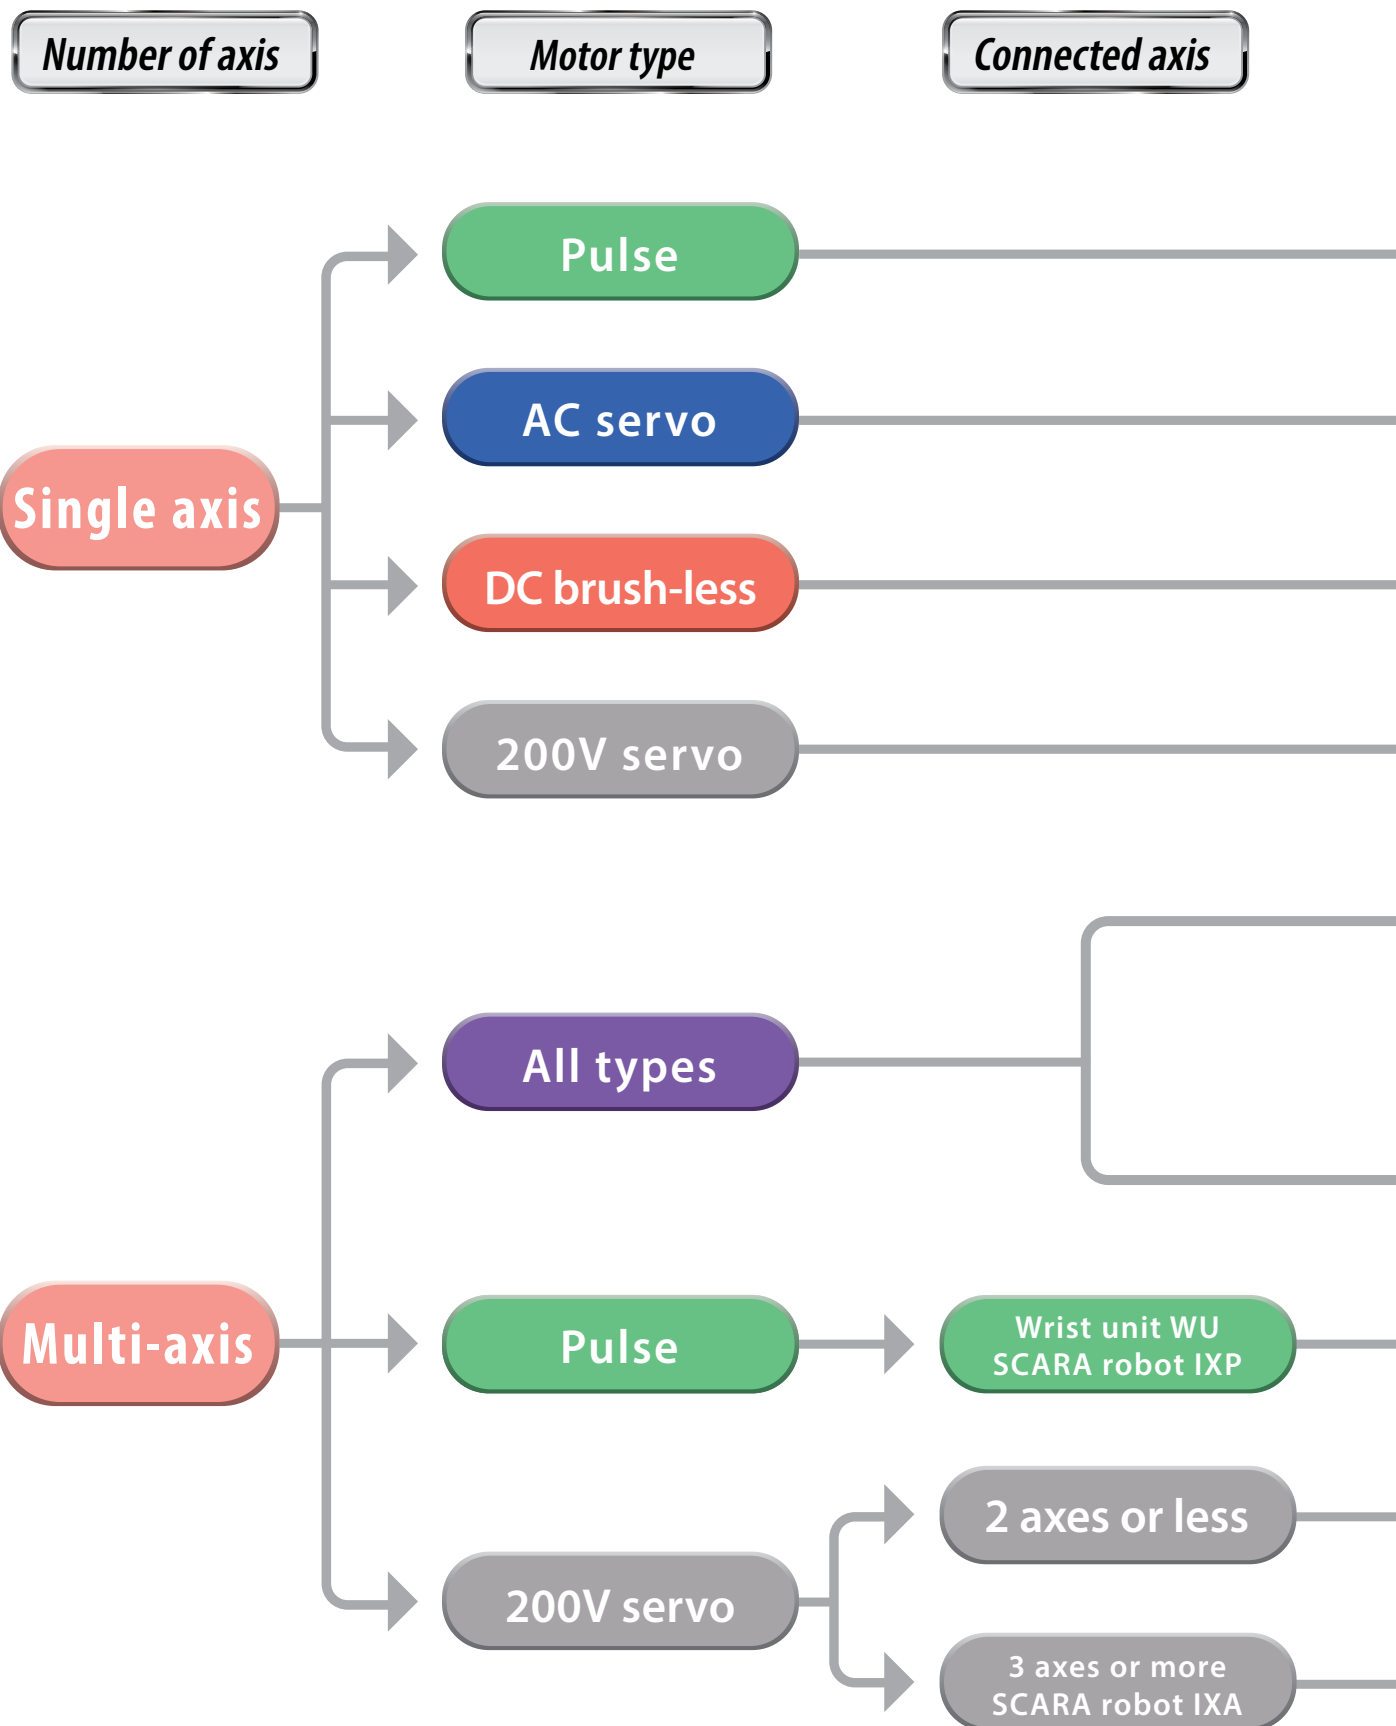 Number of axis
Motor type
Connected axis
Pulse
AC servo
Single axis
DC brush-less
200V servo
All types
Multi-axis
Pulse
Wrist unit WU
SCARA robot IXP
2 axes or less
200V servo
3 axes or more
SCARA robot IXA